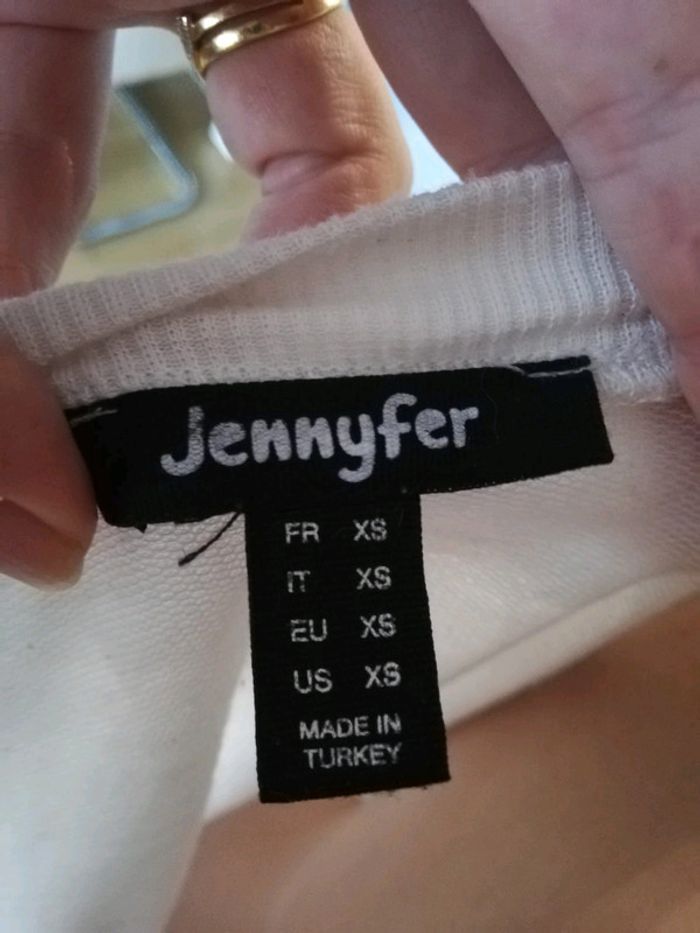 Jennyfer
FR XS
IT XS
EU XS
US XS
MADE IN
TURKEY